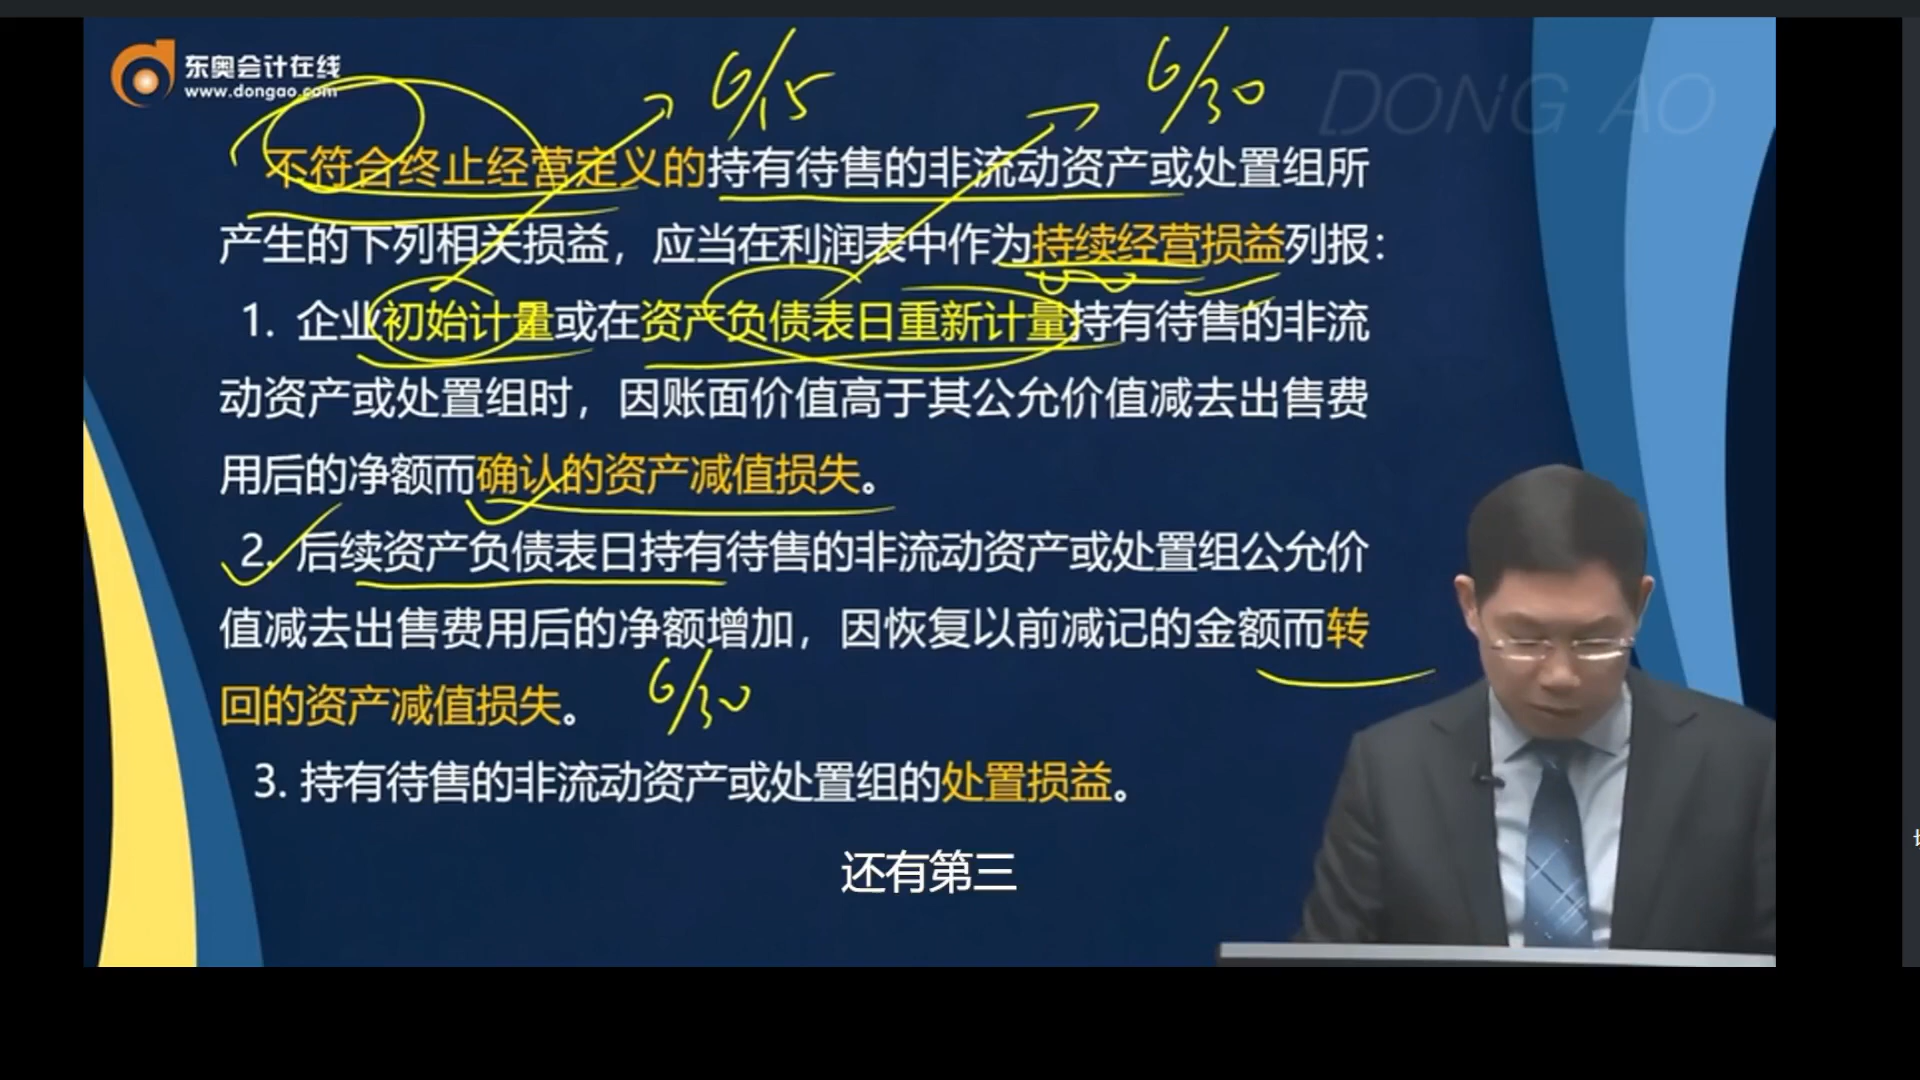 东奥会计在线
www.dongao.com
DONG AO
6/15
6/30
不符合终止经营定义的持有待售的非流动资产或处置组所
产生的下列相关损益，应当在利润表中作为持续经营损益列报：
1. 企业初始计量或在资产负债表日重新计量持有待售的非流
动资产或处置组时，因账面价值高于其公允价值减去出售费
用后的净额而确认的资产减值损失。
2. 后续资产负债表日持有待售的非流动资产或处置组公允价
值减去出售费用后的净额增加，因恢复以前减记的金额而转
回的资产减值损失。
6/30
3. 持有待售的非流动资产或处置组的处置损益。
还有第三